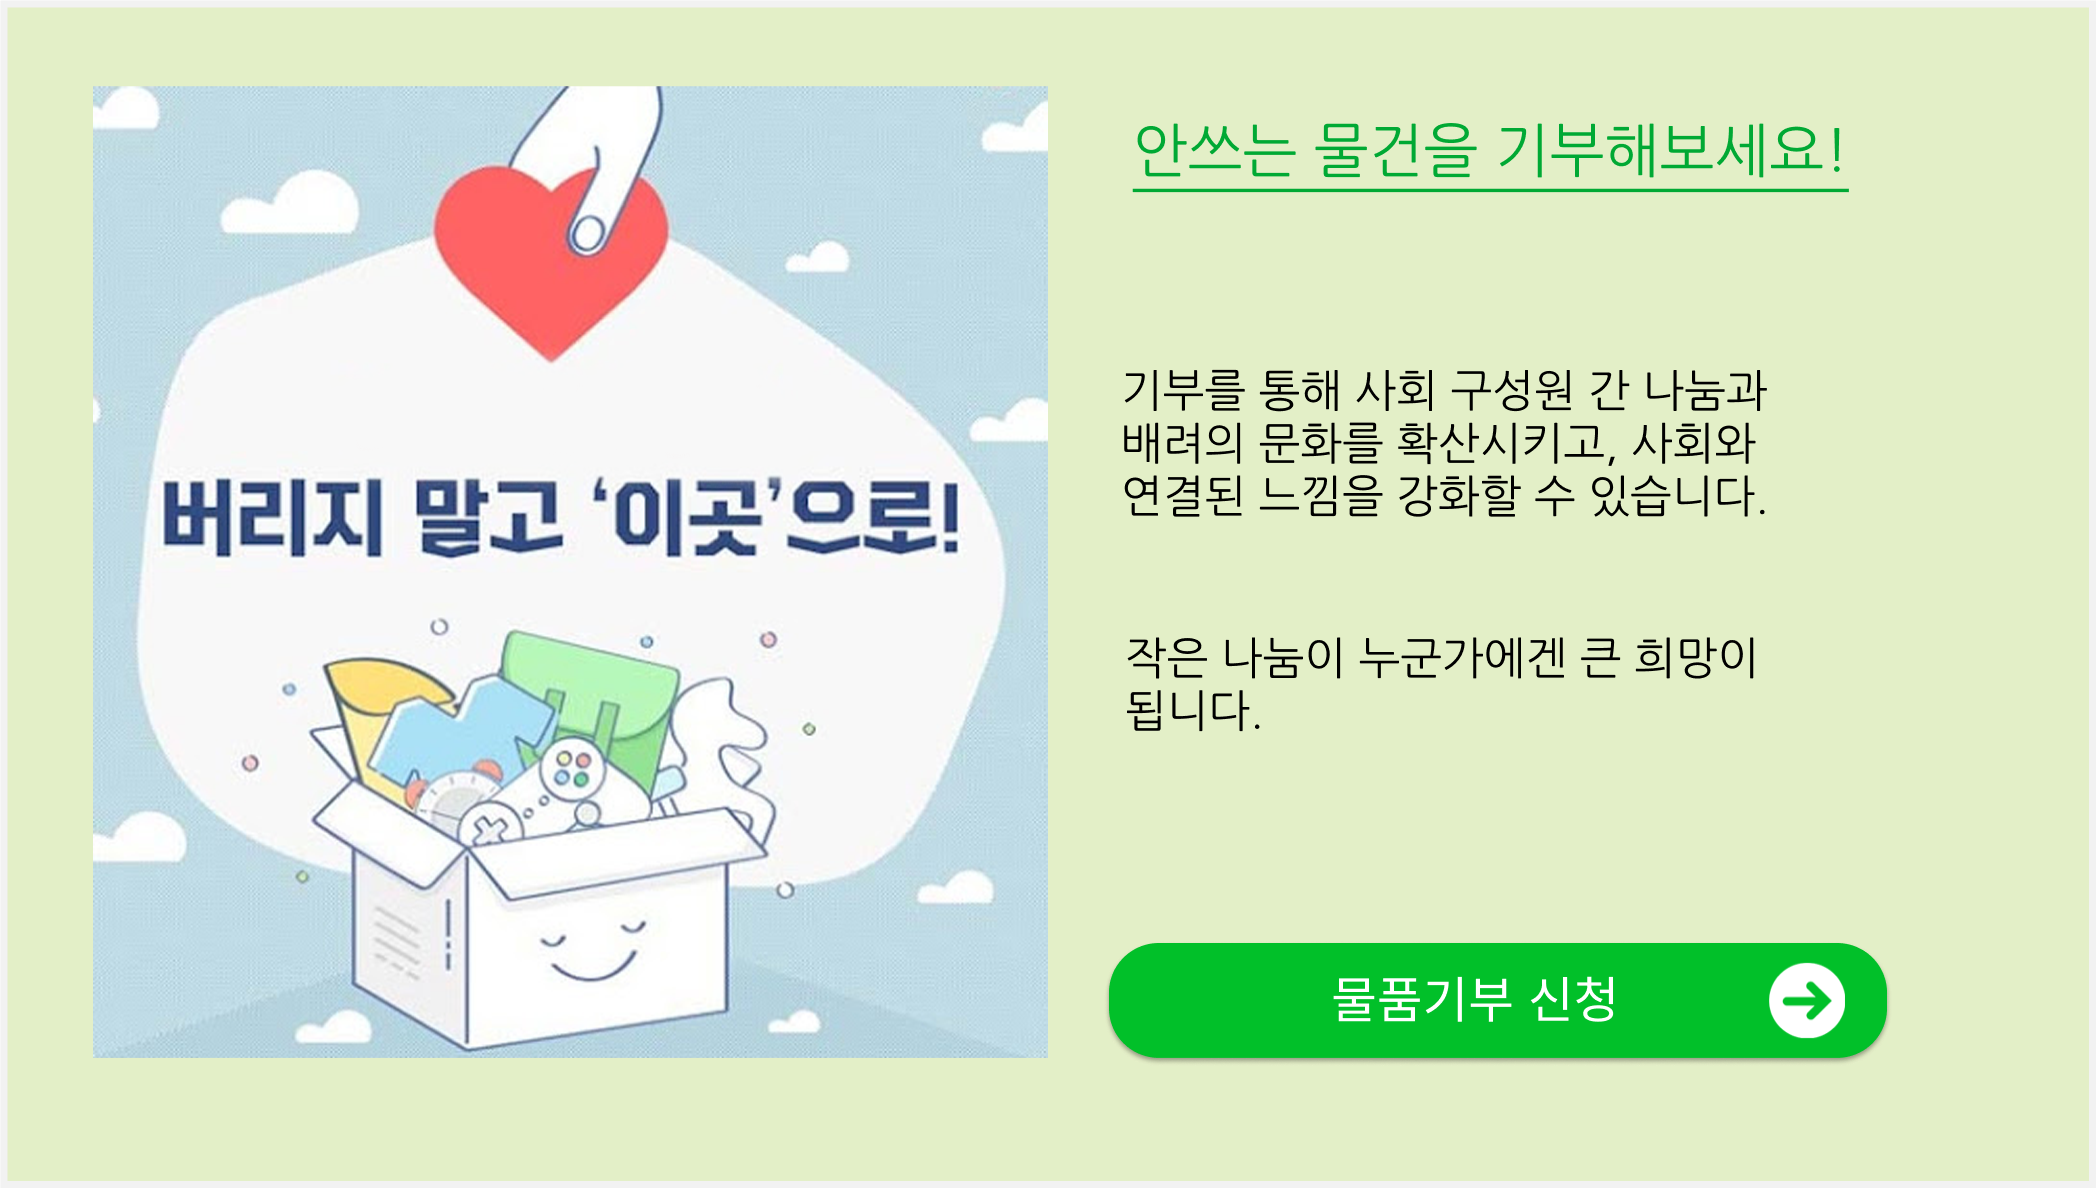 버리지 말고 ‘이곳’으로!
안쓰는 물건을 기부해보세요!
기부를 통해 사회 구성원 간 나눔과
배려의 문화를 확산시키고, 사회와
연결된 느낌을 강화할 수 있습니다.
작은 나눔이 누군가에겐 큰 희망이
됩니다.
물품기부 신청